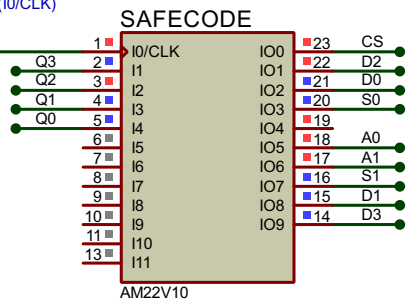 (I0/CLK)
SAFECODE
1 I0/CLK IO0 23 CS
Q3 2 I1 IO1 22 D2
Q2 3 I2 IO2 21 D0
Q1 4 I3 IO3 20 S0
Q0 5 I4 IO4 19
6 I5 IO5 18 A0
7 I6 IO6 17 A1
8 I7 IO7 16 S1
9 I8 IO8 15 D1
10 I9 IO9 14 D3
11 I10
13 I11
AM22V10